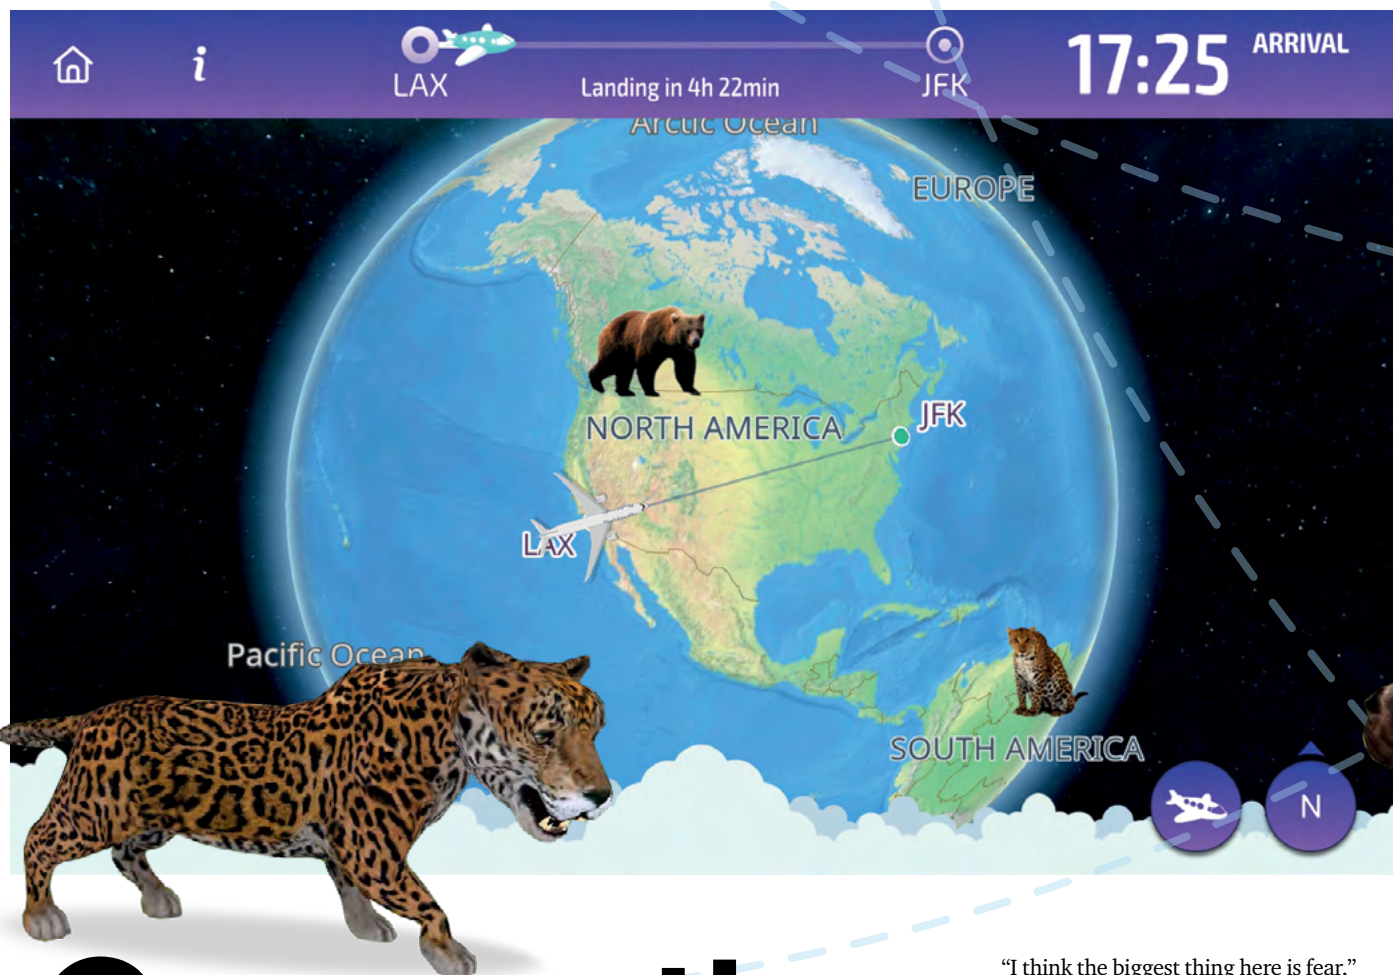 i
LAX
Landing in 4h 22min
JFK
17:25
ARRIVAL
Arctic Ocean
EUROPE
NORTH AMERICA
JFK
LAX
Pacific Ocean
SOUTH AMERICA
N
“I think the biggest thing here is fear,”